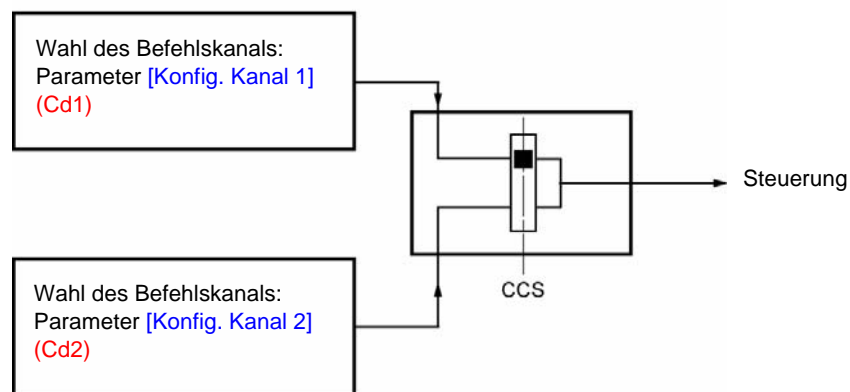 Wahl des Befehlskanals:
Parameter [Konfig. Kanal 1]
(Cd1)
Steuerung
CCS
Wahl des Befehlskanals:
Parameter [Konfig. Kanal 2]
(Cd2)